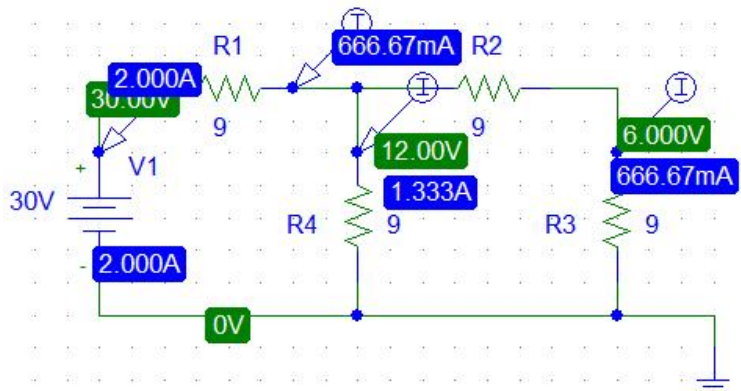 R1
666.67mA
R2
2.000A
30.00V
9
9
6.000V
12.00V
+
V1
666.67mA
1.333A
30V
R4
9
R3
9
-
2.000A
0V
I
I
I